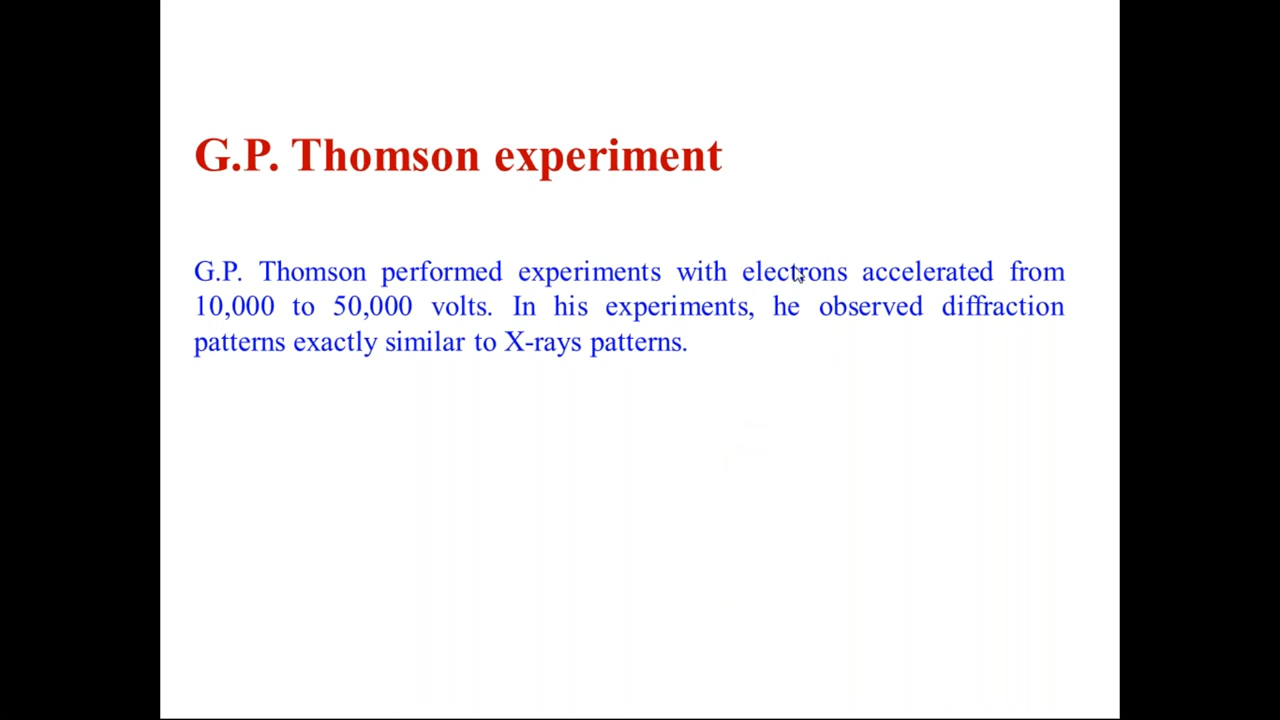 G.P. Thomson experiment
G.P. Thomson performed experiments with electrons accelerated from
10,000 to 50,000 volts. In his experiments, he observed diffraction
patterns exactly similar to X-rays patterns.